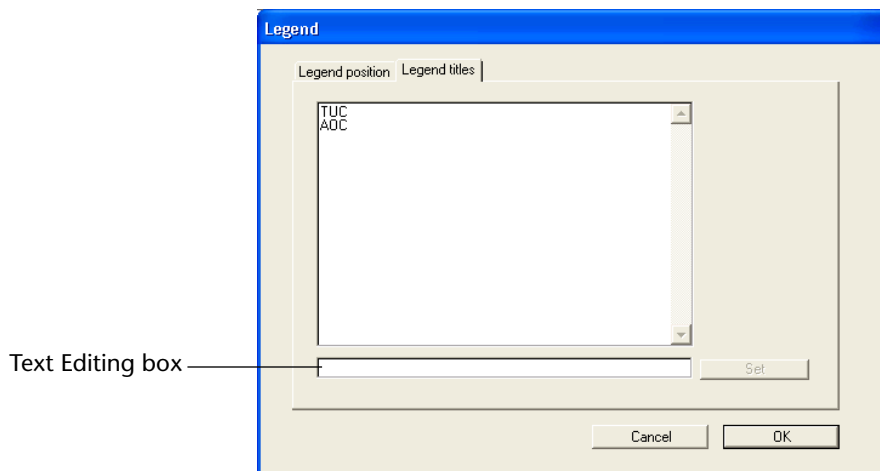 Legend
Legend position Legend titles
TUC
AOC
Text Editing box
Set
Cancel OK